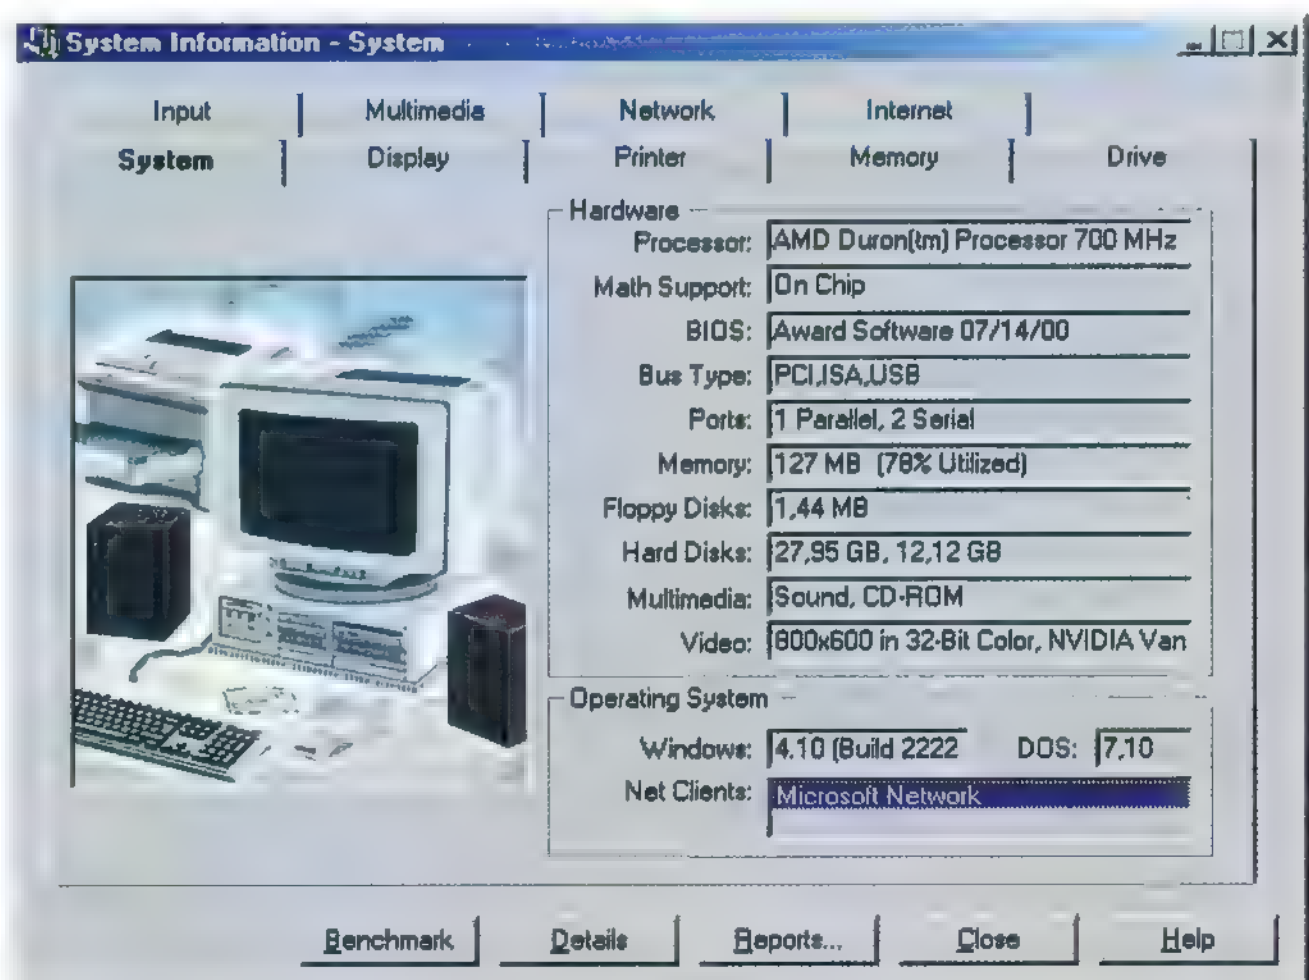 System Information - System
Input Multimedia Network Internet
System Display Printer Memory Drive
Hardware
Processor: AMD Duron(tm) Processor 700 MHz
Math Support: On Chip
BIOS: Award Software 07/14/00
Bus Type: PCI,ISA,USB
Ports: 1 Parallel, 2 Serial
Memory: 127 MB (78% Utilized)
Floppy Disks: 1,44 MB
Hard Disks: 27,95 GB, 12,12 GB
Multimedia: Sound, CD-ROM
Video: 800x600 in 32-Bit Color, NVIDIA Van
Operating System
Windows: 4.10 (Build 2222 DOS: 7,10
Net Clients: Microsoft Network
Benchmark Details Reports... Close Help